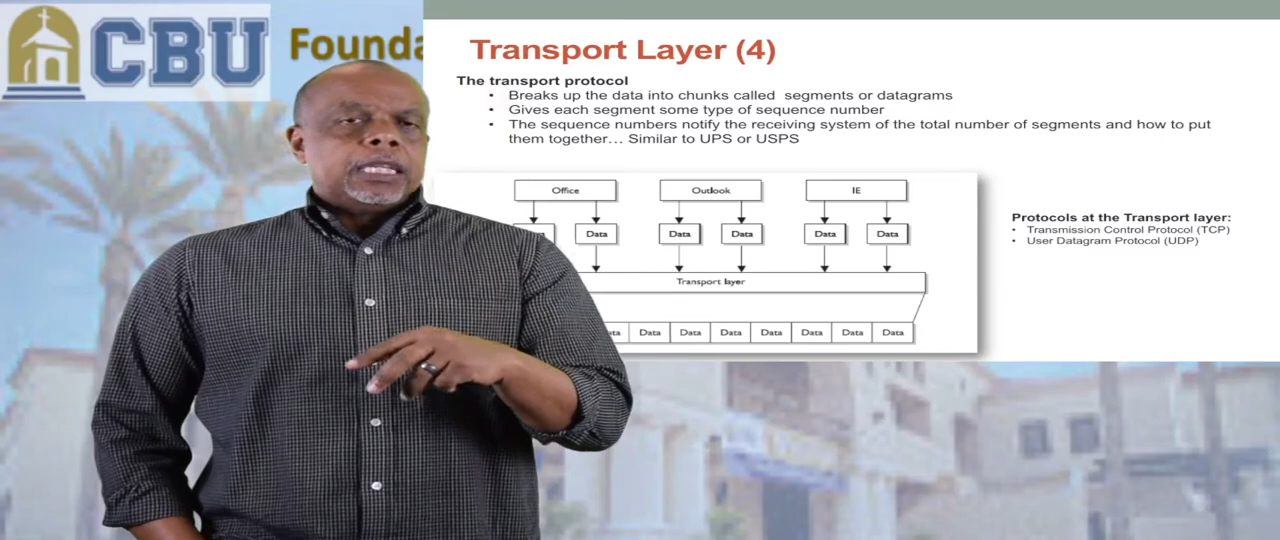 CBU
Transport Layer (4)
The transport protocol
• Breaks up the data into chunks called segments or datagrams
• Gives each segment some type of sequence number
• The sequence numbers notify the receiving system of the total number of segments and how to put
them together… Similar to UPS or USPS
Office Outlook IE
Data Data Data Data Data
Transport layer
Data Data Data Data Data Data Data
Protocols at the Transport layer:
• Transmission Control Protocol (TCP)
• User Datagram Protocol (UDP)